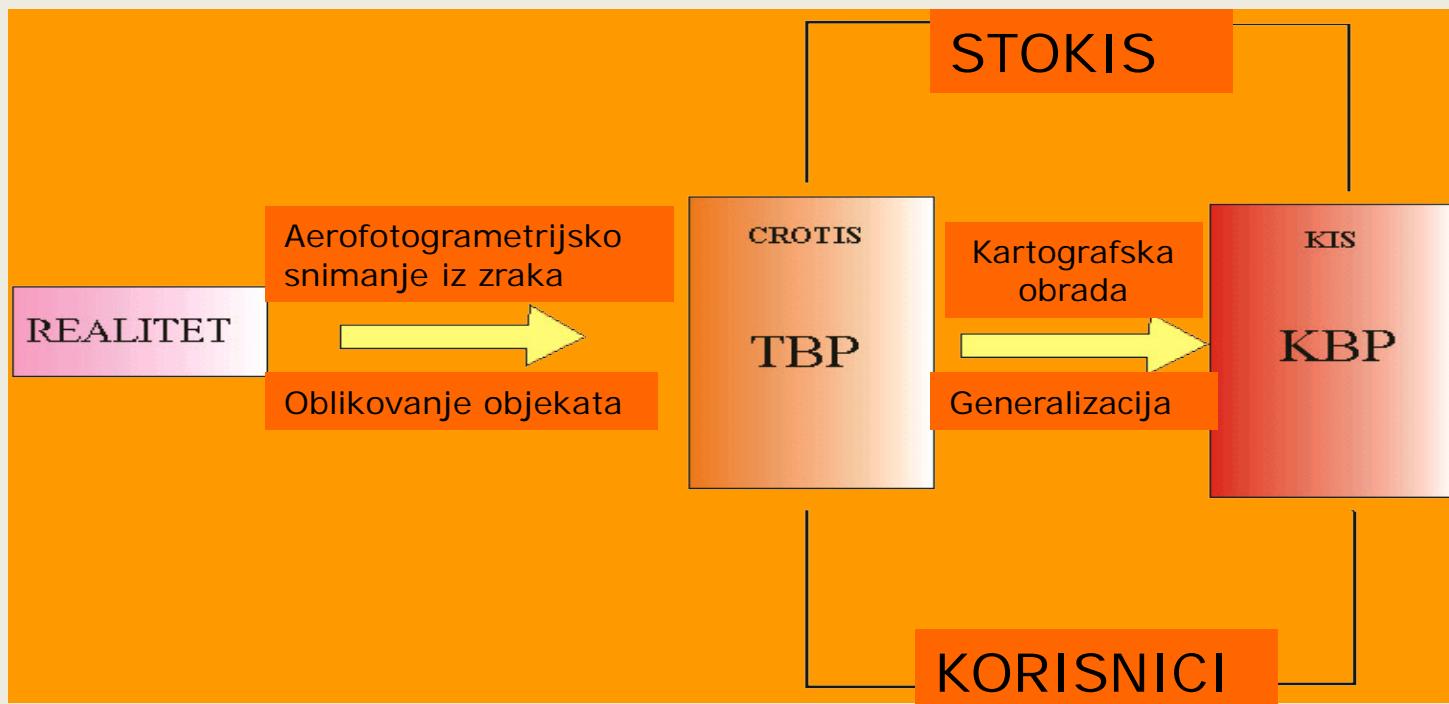 STOKIS
REALITET
Aerofotogrametrijsko
snimanje iz zraka
Oblikovanje objekata
CROTIS
TBP
Kartografska
obrada
Generalizacija
KIS
KBP
KORISNICI